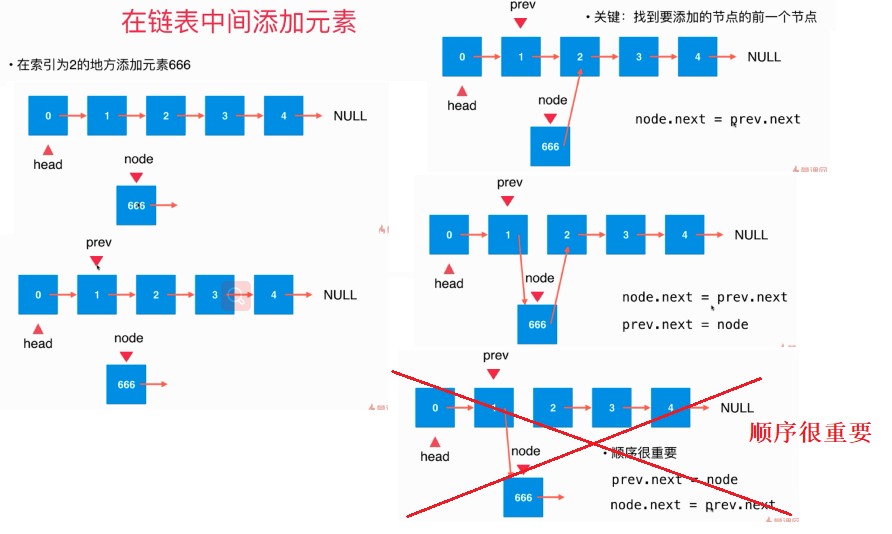 在链表中间添加元素
• 在索引为2的地方添加元素666
0 1 2 3 4 NULL
head
node
666
prev
0 1 2 3 4 NULL
head
node
666
prev
• 关键：找到要添加的节点的前一个节点
0 1 2 3 4 NULL
head
node
node.next = prev.next
666
prev
0 1 2 3 4 NULL
head
node
node.next = prev.next
666
prev.next = node
prev
0 1 2 3 4 NULL
顺序很重要
head
node
• 顺序很重要
prev.next = node
666
node.next = prev.next